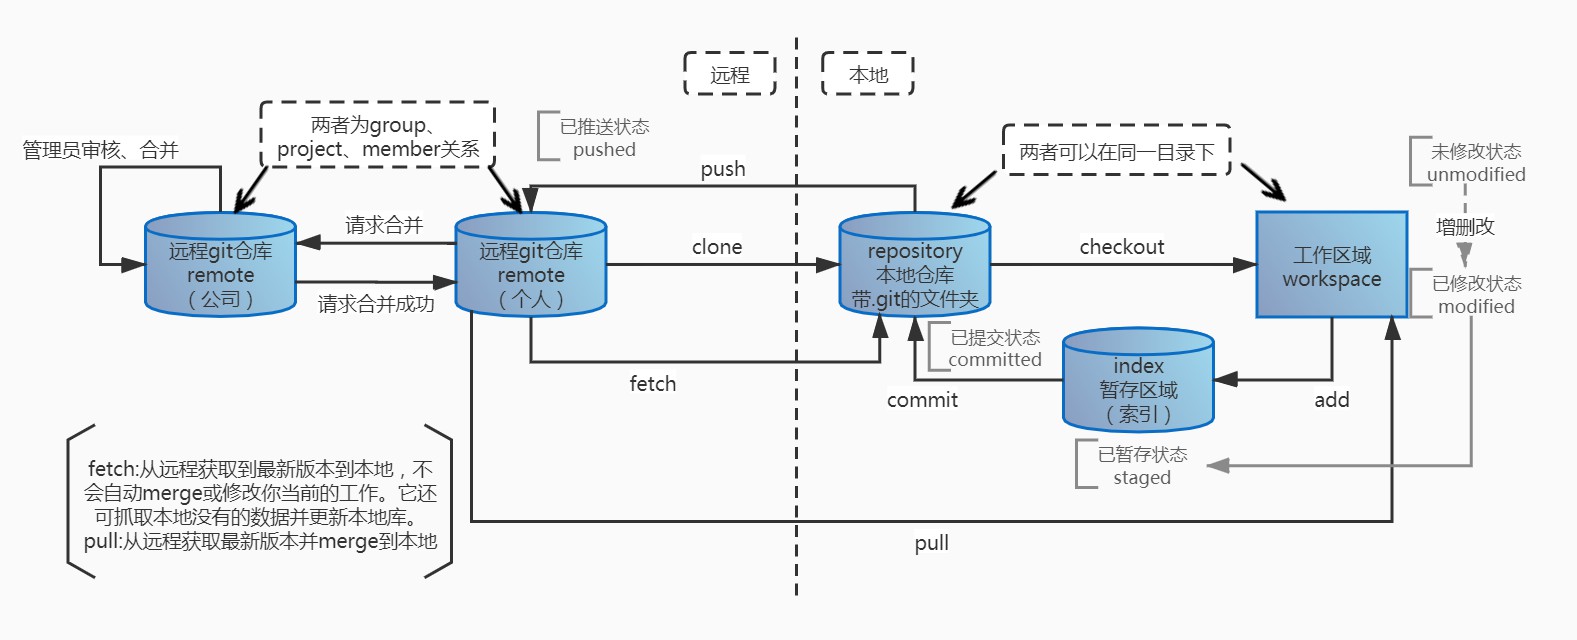 远程
本地
两者为group、
project、member关系
已推送状态
pushed
管理员审核、合并
两者可以在同一目录下
未修改状态
unmodified
push
请求合并
增删改
远程git仓库
remote
（公司）
远程git仓库
remote
（个人）
clone
repository
本地仓库
带.git的文件夹
checkout
工作区域
workspace
已修改状态
modified
请求合并成功
已提交状态
committed
fetch
commit
index
暂存区域
（索引）
add
已暂存状态
staged
fetch:从远程获取到最新版本到本地，不
会自动merge或修改你当前的工作。它还
可抓取本地没有的数据并更新本地库。
pull:从远程获取最新版本并merge到本地
pull